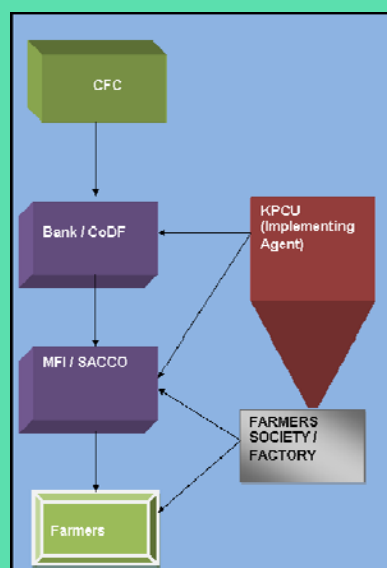 CFC
Bank / CoDF
KPCU
(Implementing
Agent)
MFI / SACCO
FARMERS
SOCIETY /
FACTORY
Farmers